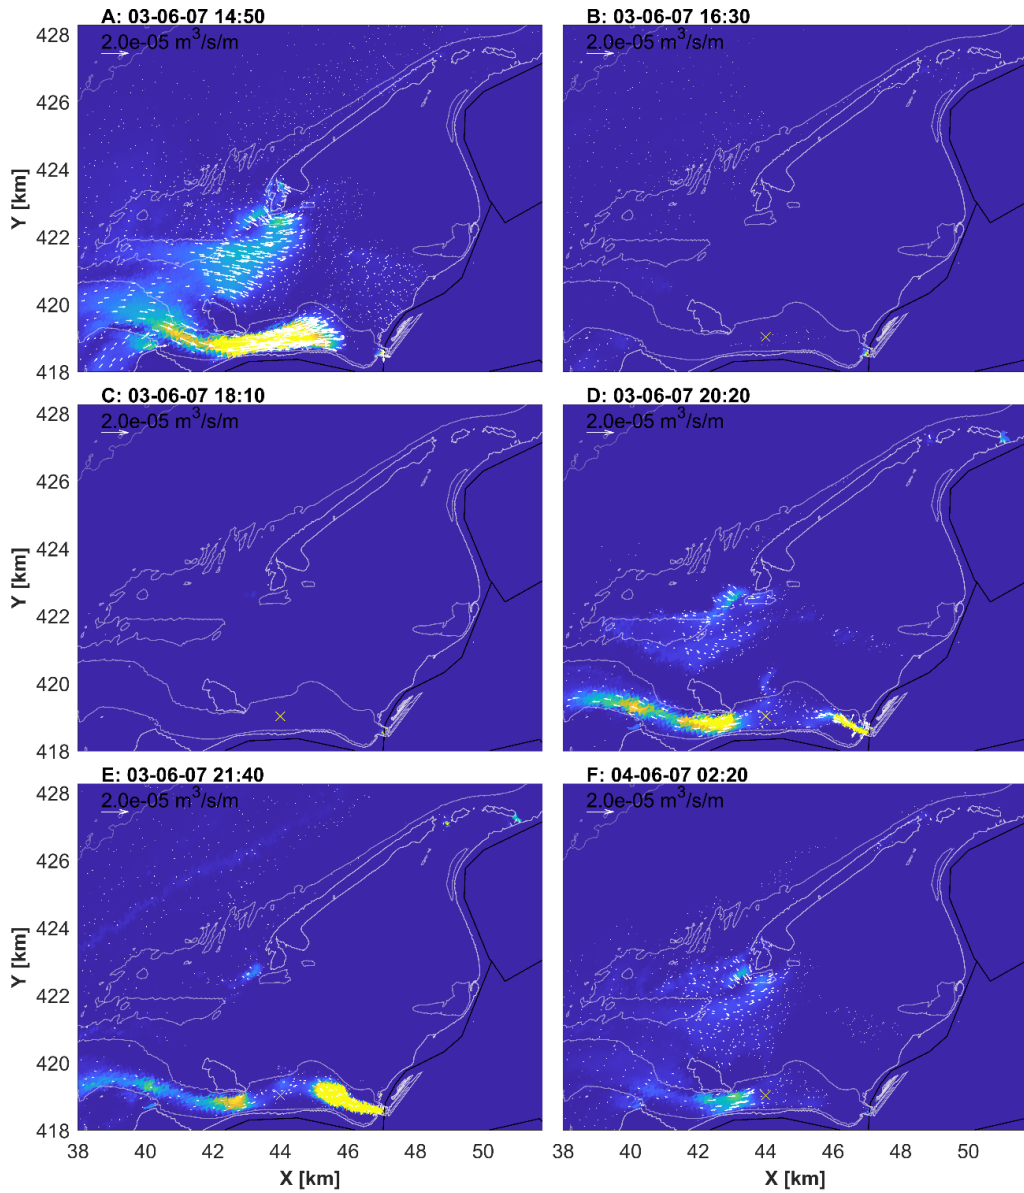 A: 03-06-07 14:50
2.0e-05 m³/s/m
B: 03-06-07 16:30
2.0e-05 m³/s/m
428
426
424
422
420
418
Y [km]
C: 03-06-07 18:10
2.0e-05 m³/s/m
D: 03-06-07 20:20
2.0e-05 m³/s/m
428
426
424
422
420
418
Y [km]
E: 03-06-07 21:40
2.0e-05 m³/s/m
F: 04-06-07 02:20
2.0e-05 m³/s/m
428
426
424
422
420
418
Y [km]
38 40 42 44 46 48 50
38 40 42 44 46 48 50
X [km]
X [km]